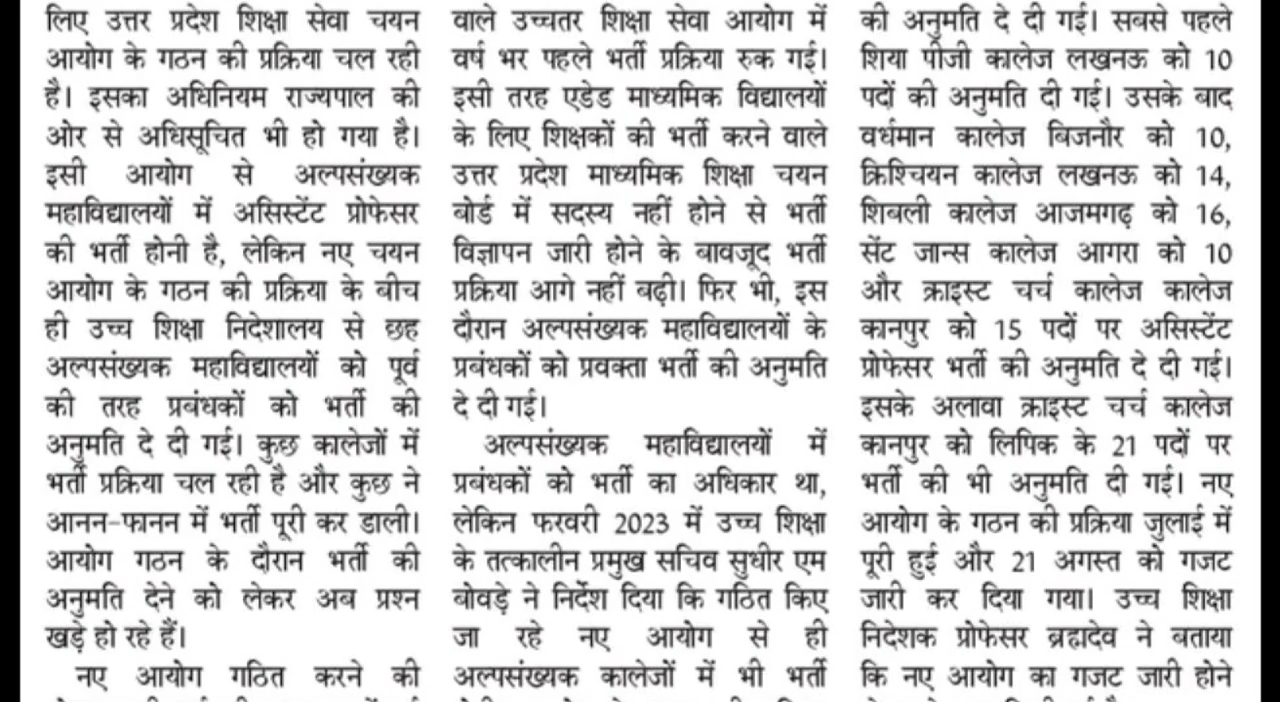 लिए उत्तर प्रदेश शिक्षा सेवा चयन
आयोग के गठन की प्रक्रिया चल रही
है। इसका अधिनियम राज्यपाल की
ओर से अधिसूचित भी हो गया है।
इसी आयोग से अल्पसंख्यक
महाविद्यालयों में असिस्टेंट प्रोफेसर
की भर्ती होनी है, लेकिन नए चयन
आयोग के गठन की प्रक्रिया के बीच
ही उच्च शिक्षा निदेशालय से छह
अल्पसंख्यक महाविद्यालयों को पूर्व
की तरह प्रबंधकों को भर्ती की
अनुमति दे दी गई। कुछ कालेजों में
भर्ती प्रक्रिया चल रही है और कुछ ने
आनन-फानन में भर्ती पूरी कर डाली।
आयोग गठन के दौरान भर्ती की
अनुमति देने को लेकर अब प्रश्न
खड़े हो रहे हैं।
नए आयोग गठित करने की
वाले उच्चतर शिक्षा सेवा आयोग में
वर्ष भर पहले भर्ती प्रक्रिया रुक गई।
इसी तरह एडेड माध्यमिक विद्यालयों
के लिए शिक्षकों की भर्ती करने वाले
उत्तर प्रदेश माध्यमिक शिक्षा चयन
बोर्ड में सदस्य नहीं होने से भर्ती
विज्ञापन जारी होने के बावजूद भर्ती
प्रक्रिया आगे नहीं बढ़ी। फिर भी, इस
दौरान अल्पसंख्यक महाविद्यालयों के
प्रबंधकों को प्रवक्ता भर्ती की अनुमति
दे दी गई।
अल्पसंख्यक महाविद्यालयों में
प्रबंधकों को भर्ती का अधिकार था,
लेकिन फरवरी 2023 में उच्च शिक्षा
के तत्कालीन प्रमुख सचिव सुधीर एम
बोवड़े ने निर्देश दिया कि गठित किए
जा रहे नए आयोग से ही
अल्पसंख्यक कालेजों में भी भर्ती
की अनुमति दे दी गई। सबसे पहले
शिया पीजी कालेज लखनऊ को 10
पदों की अनुमति दी गई। उसके बाद
वर्धमान कालेज बिजनौर को 10,
क्रिश्चियन कालेज लखनऊ को 14,
शिबली कालेज आजमगढ़ को 16,
सेंट जान्स कालेज आगरा को 10
और क्राइस्ट चर्च कालेज कालेज
कानपुर को 15 पदों पर असिस्टेंट
प्रोफेसर भर्ती की अनुमति दे दी गई।
इसके अलावा क्राइस्ट चर्च कालेज
कानपुर को लिपिक के 21 पदों पर
भर्ती की भी अनुमति दी गई। नए
आयोग के गठन की प्रक्रिया जुलाई में
पूरी हुई और 21 अगस्त को गजट
जारी कर दिया गया। उच्च शिक्षा
निदेशक प्रोफेसर ब्रह्मदेव ने बताया
कि नए आयोग का गजट जारी होने